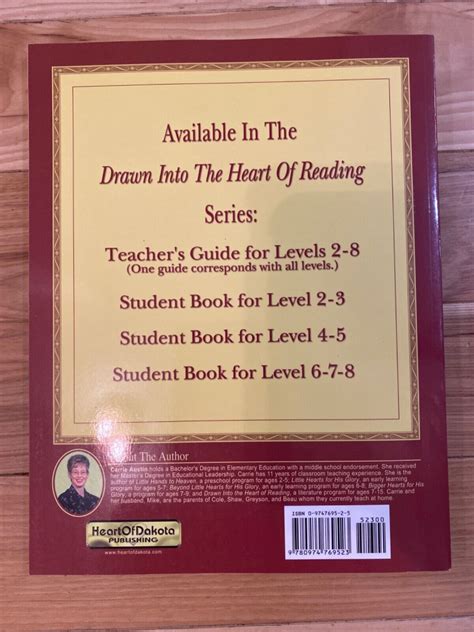 Available In The
Drawn Into The Heart Of Reading
Series:
Teacher's Guide for Levels 2-8
(One guide corresponds with all levels.)
Student Book for Level 2-3
Student Book for Level 4-5
Student Book for Level 6-7-8
The Author
Carrie Austin holds a Bachelor's Degree in Elementary Education with a middle school endorsement. She received
her Master's Degree in Educational Leadership. Carrie has 11 years of classroom teaching experience. She is the
author of Little Hands to Heaven, a preschool program for ages 2-5; Little Hearts for His Glory, an early learning
program for ages 5-7; Beyond Little Hearts for His Glory, an early learning program for ages 6-8; Bigger Hearts for His
Glory, a program for ages 7-9; and Drawn into the Heart of Reading, a literature program for ages 7-15. Carrie and
her husband, Mike, are the parents of Cole, Shaw, Greyson, and Beau whom they currently teach at home.
HeartOfDakota
PUBLISHING
www.heartofdakota.com
ISBN 0-9747695-2-5
52300
9 780974 769523